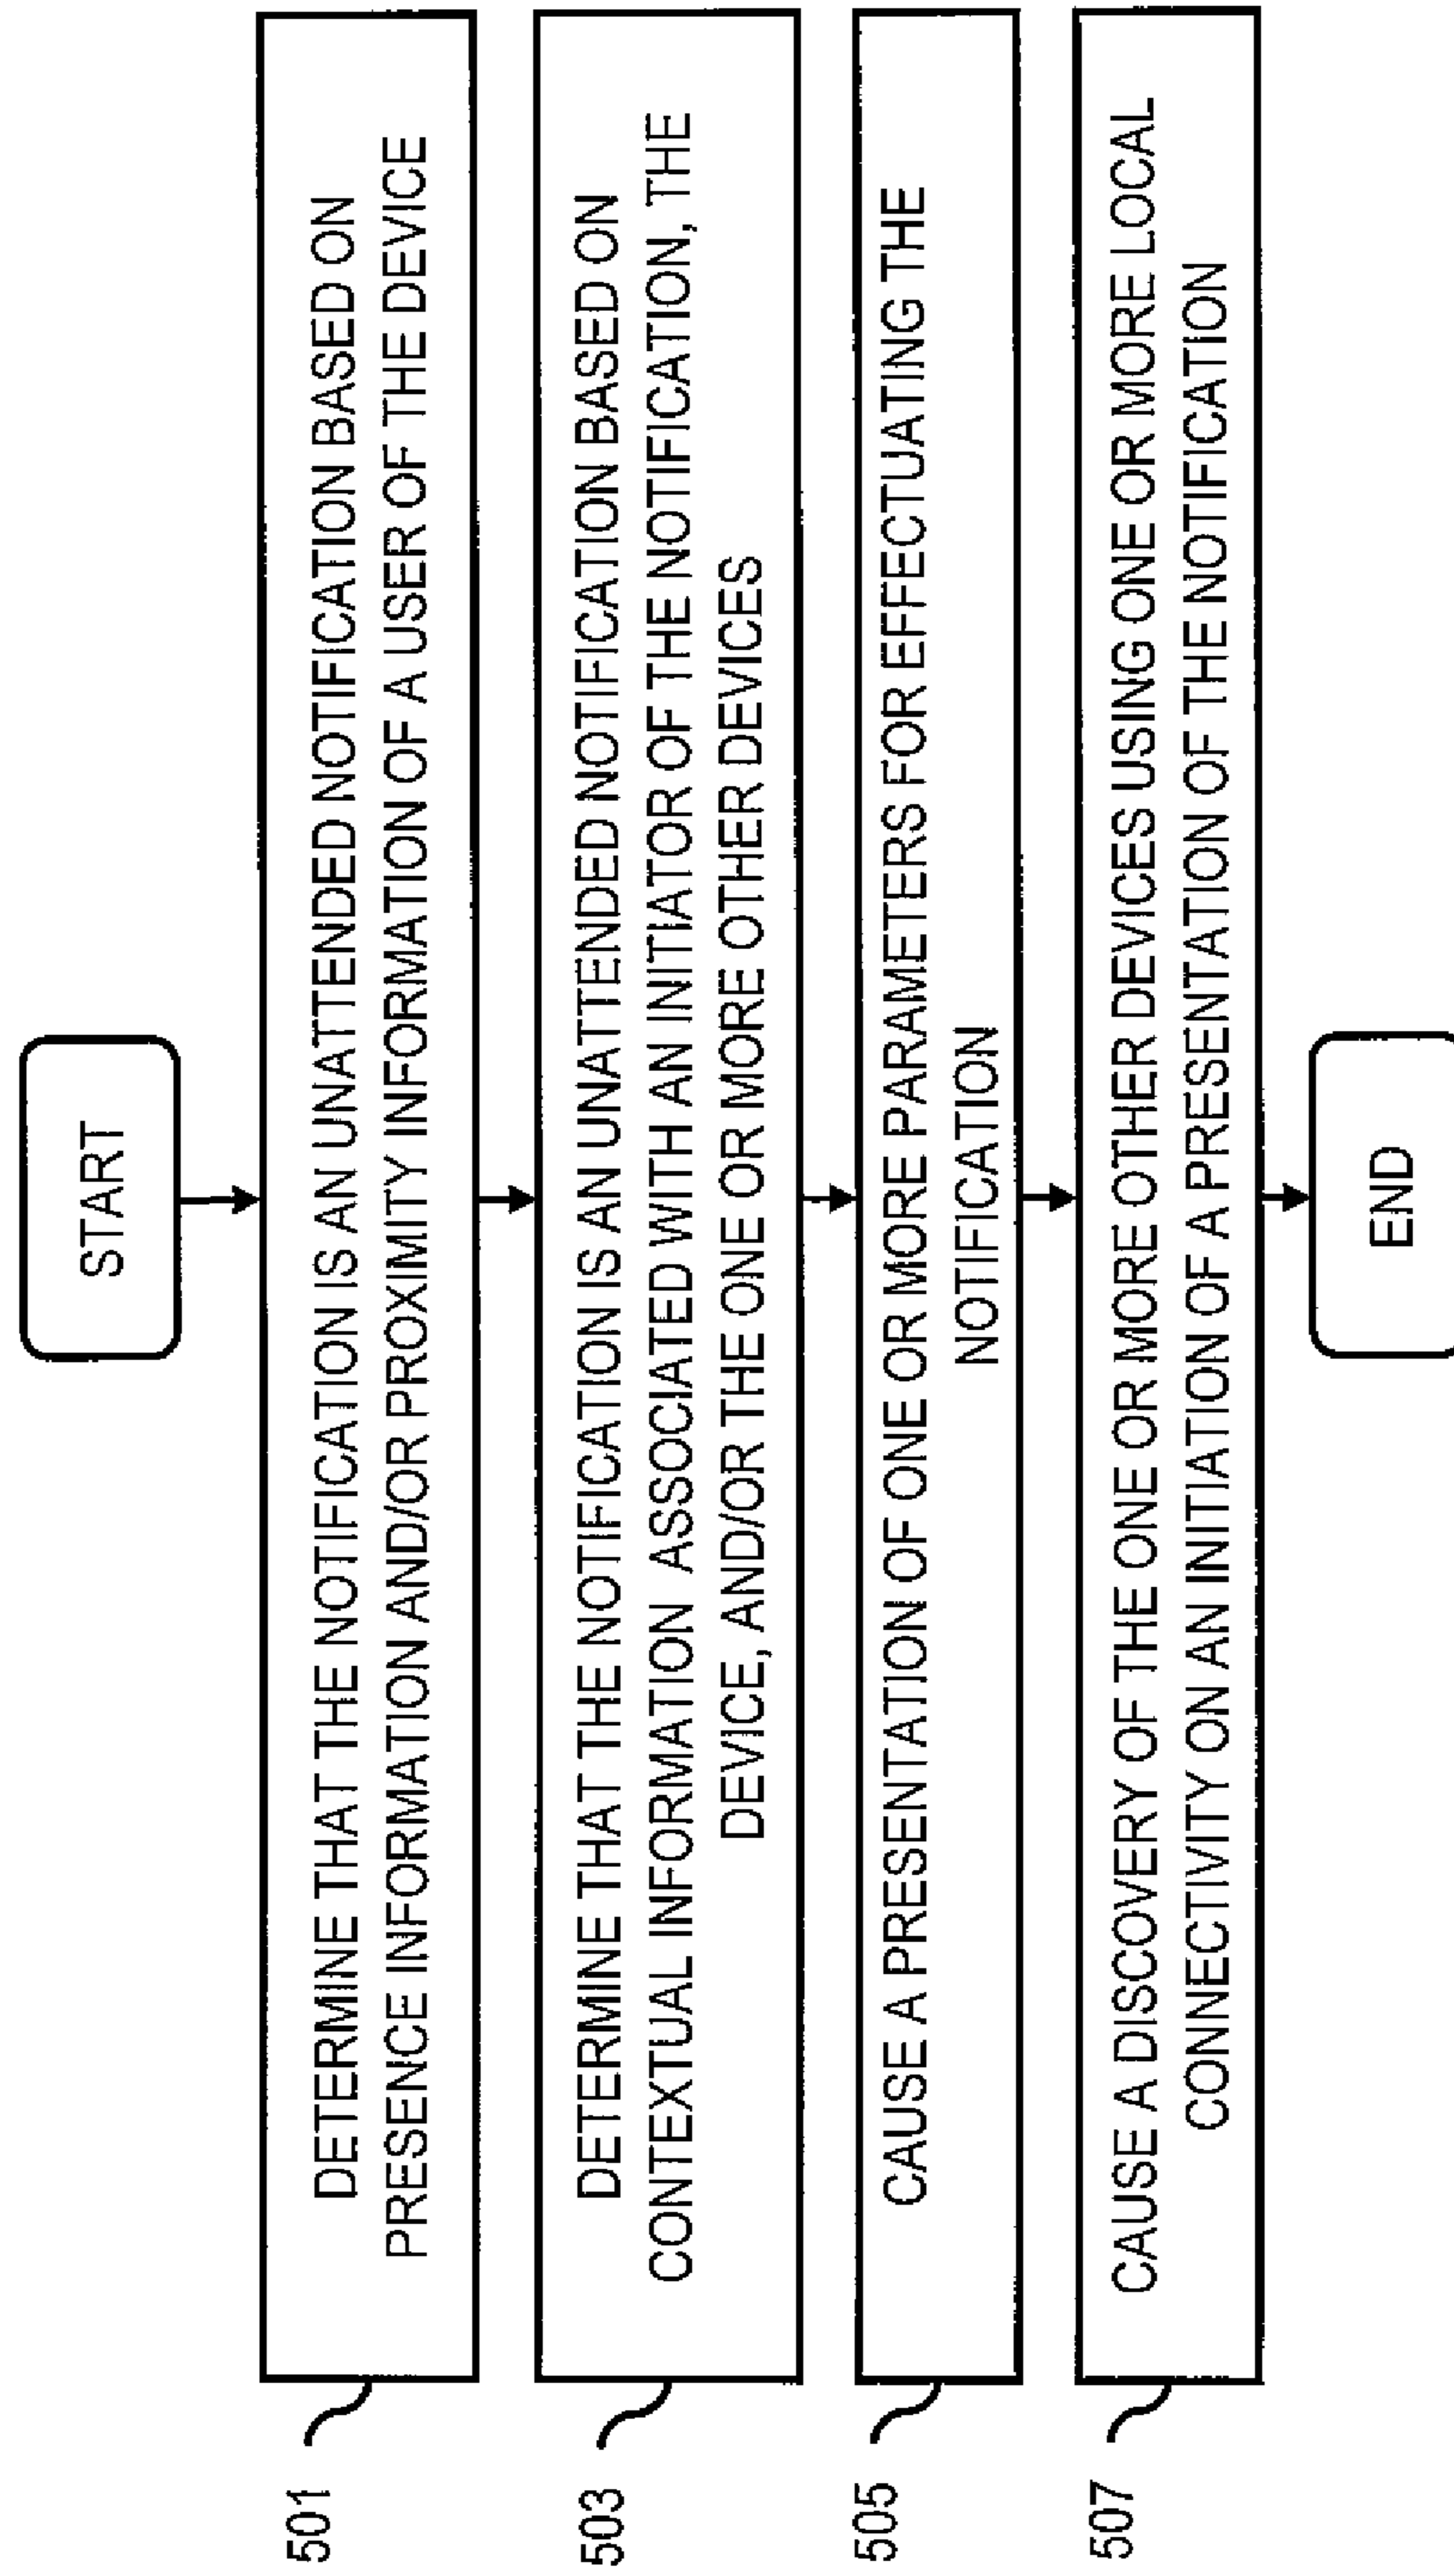 START
501
DETERMINE THAT THE NOTIFICATION IS AN UNATTENDED NOTIFICATION BASED ON
PRESENCE INFORMATION AND/OR PROXIMITY INFORMATION OF A USER OF THE DEVICE
503
DETERMINE THAT THE NOTIFICATION IS AN UNATTENDED NOTIFICATION BASED ON
CONTEXTUAL INFORMATION ASSOCIATED WITH AN INITIATOR OF THE NOTIFICATION, THE
DEVICE, AND/OR THE ONE OR MORE OTHER DEVICES
505
CAUSE A PRESENTATION OF ONE OR MORE PARAMETERS FOR EFFECTUATING THE
NOTIFICATION
507
CAUSE A DISCOVERY OF THE ONE OR MORE OTHER DEVICES USING ONE OR MORE LOCAL
CONNECTIVITY ON AN INITIATION OF A PRESENTATION OF THE NOTIFICATION
END